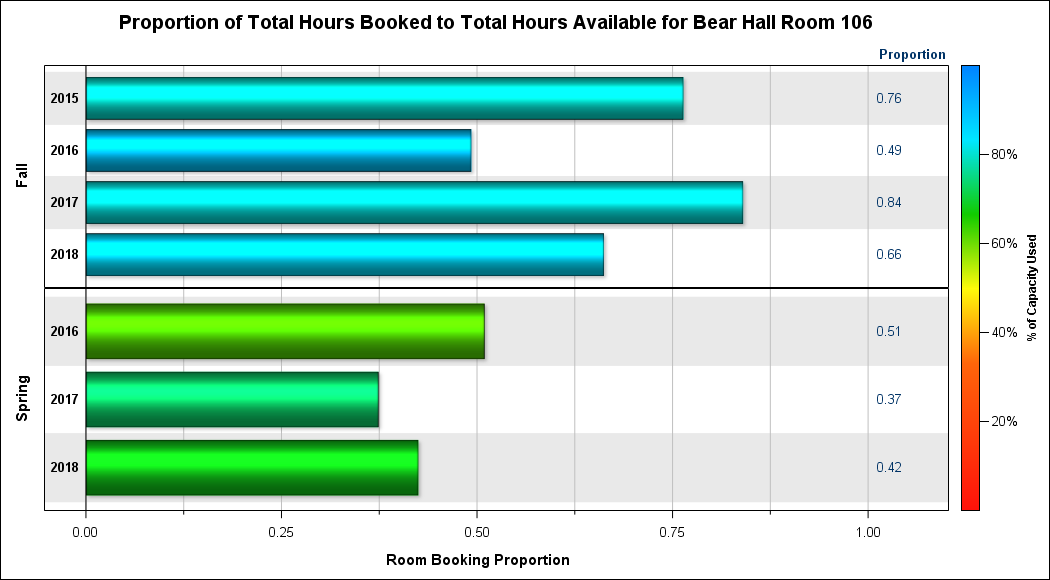 Proportion of Total Hours Booked to Total Hours Available for Bear Hall Room 106
Proportion
Fall
2015 0.76
2016 0.49
2017 0.84
2018 0.66
Spring
2016 0.51
2017 0.37
2018 0.42
0.00 0.25 0.50 0.75 1.00
Room Booking Proportion
80%
60%
40%
20%
% of Capacity Used